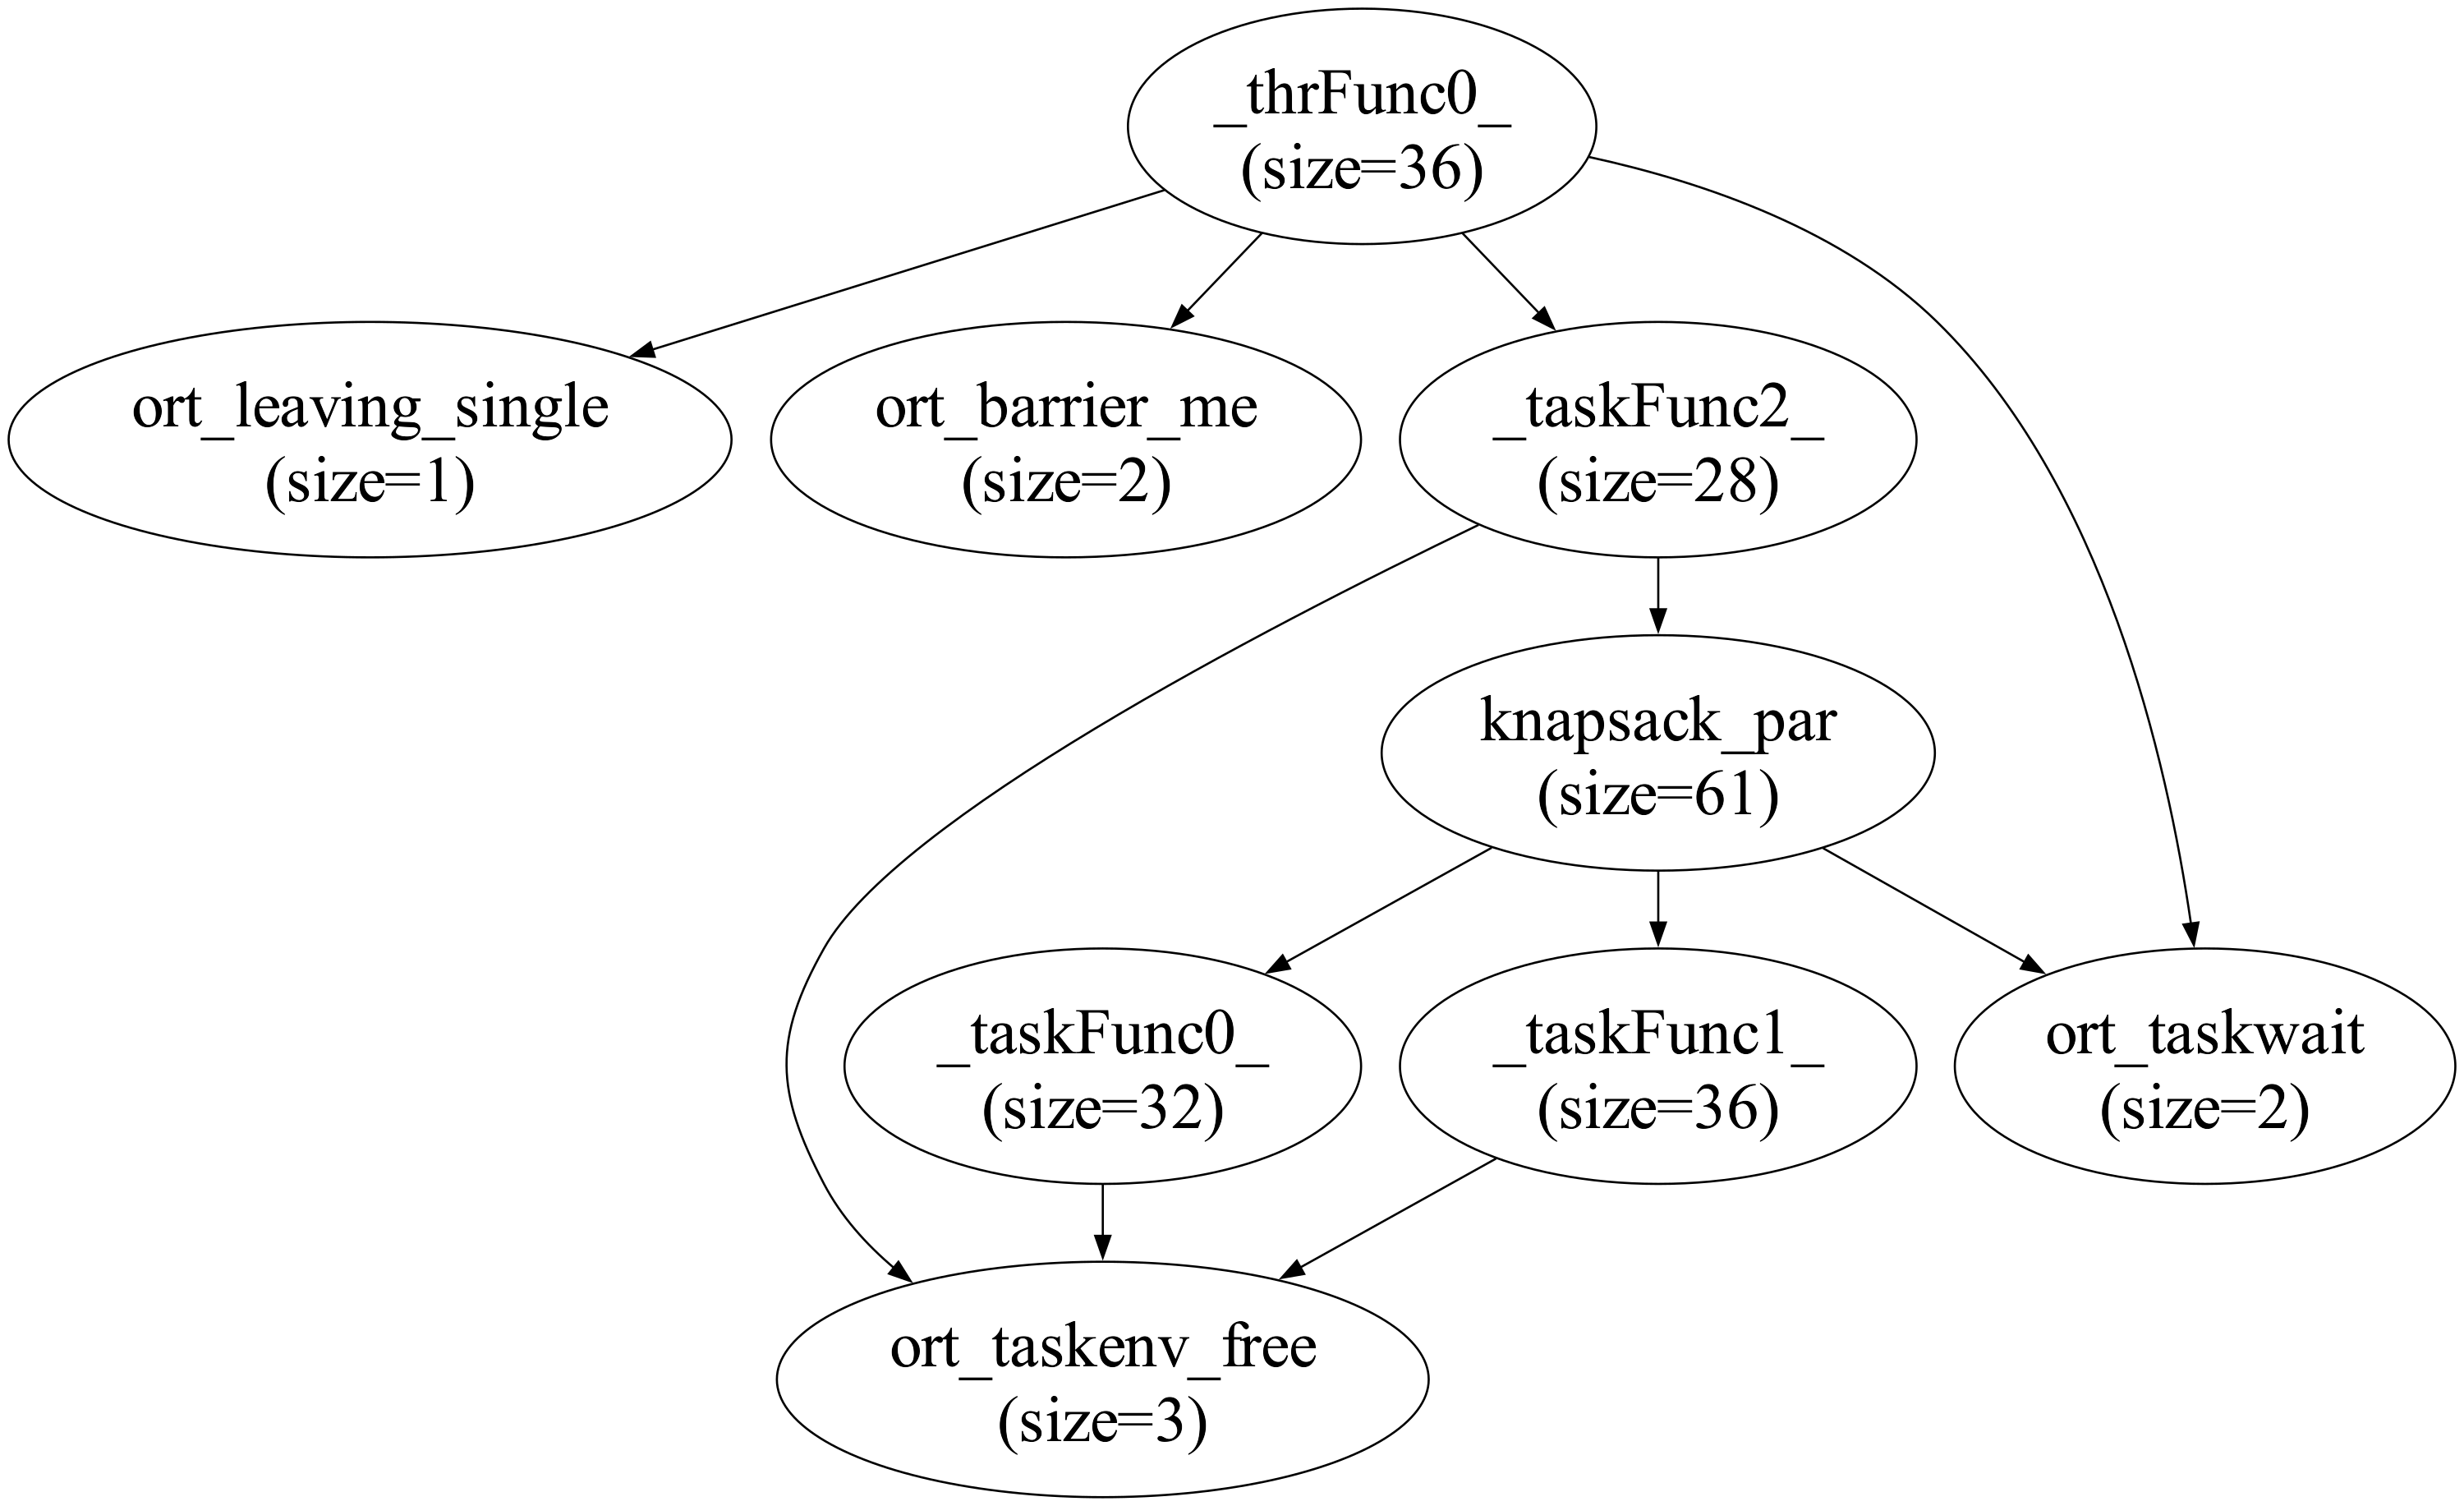 _thrFunc0_
(size=36)
ort_leaving_single
(size=1)
ort_barrier_me
(size=2)
_taskFunc2_
(size=28)
knapsack_par
(size=61)
_taskFunc0_
(size=32)
_taskFunc1_
(size=36)
ort_taskwait
(size=2)
ort_taskenv_free
(size=3)